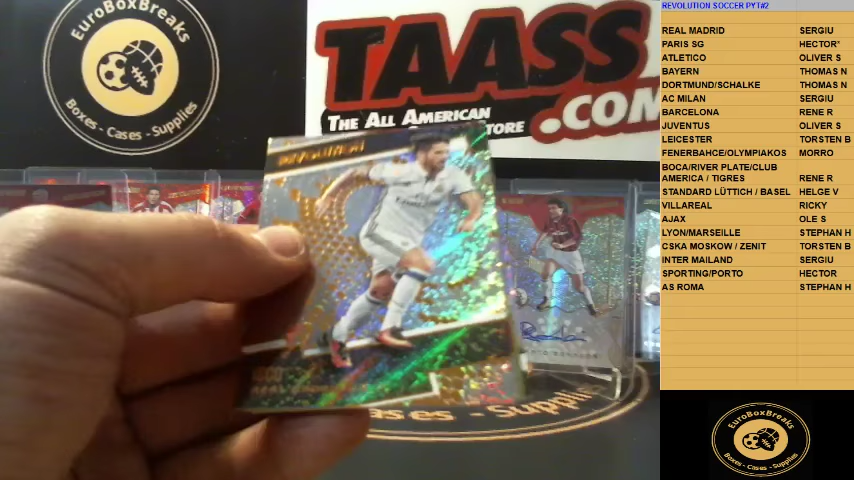 EuroBoxBreaks
Boxes - Cases - Supplies
TAASS
.COM
THE ALL AMERICAN
STORE
REVOLUTION
REVOLUTION SOCCER PYT#2
REAL MADRID SERGIU
PARIS SG HECTOR*
ATLETICO OLIVER S
BAYERN THOMAS N
DORTMUND/SCHALKE THOMAS N
AC MILAN SERGIU
BARCELONA RENE R
JUVENTUS OLIVER S
LEICESTER TORSTEN B
FENERBAHCE/OLYMPIAKOS MORRO
BOCA/RIVER PLATE/CLUB
AMERICA / TIGRES RENE R
STANDARD LÜTTICH / BASEL HELGE V
VILLAREAL RICKY
AJAX OLE S
LYON/MARSEILLE STEPHAN H
CSKA MOSKOW / ZENIT TORSTEN B
INTER MAILAND SERGIU
SPORTING/PORTO HECTOR
AS ROMA STEPHAN H
EuroBoxBreaks
Boxes - Cases - Supplies